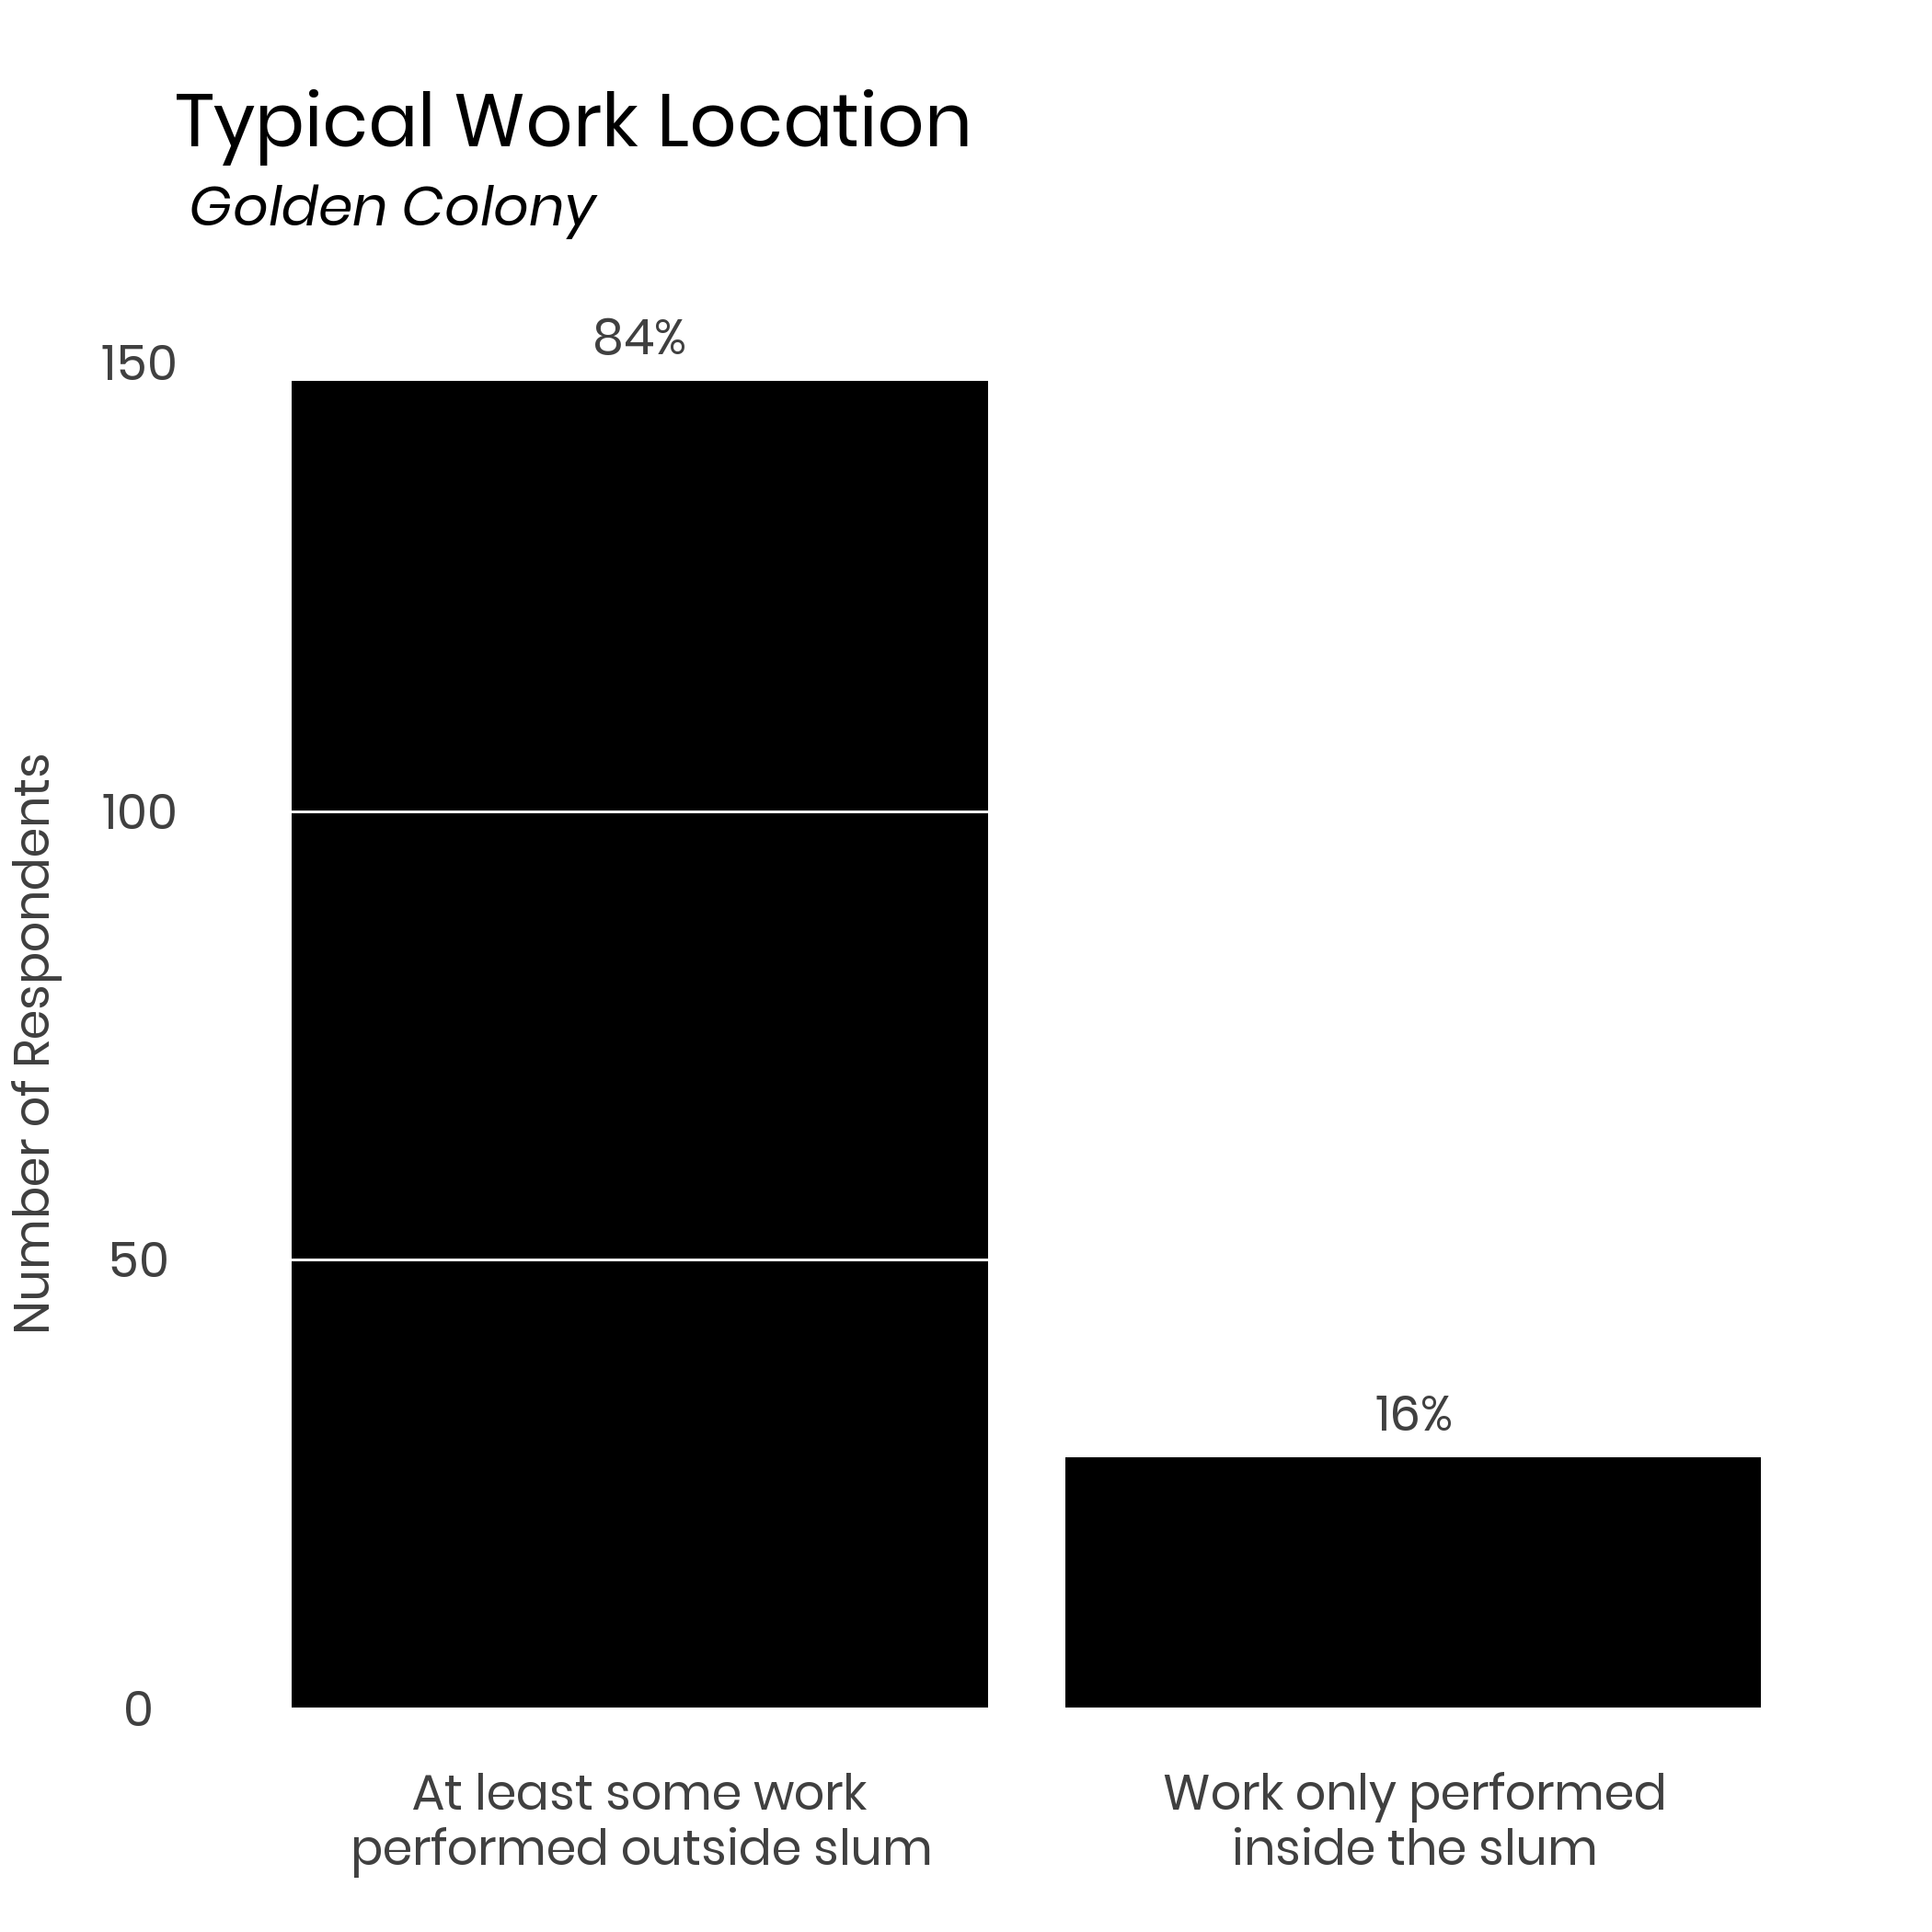 Typical Work Location
Golden Colony
84%
150
100
50
0
Number of Respondents
16%
At least some work
performed outside slum
Work only performed
inside the slum